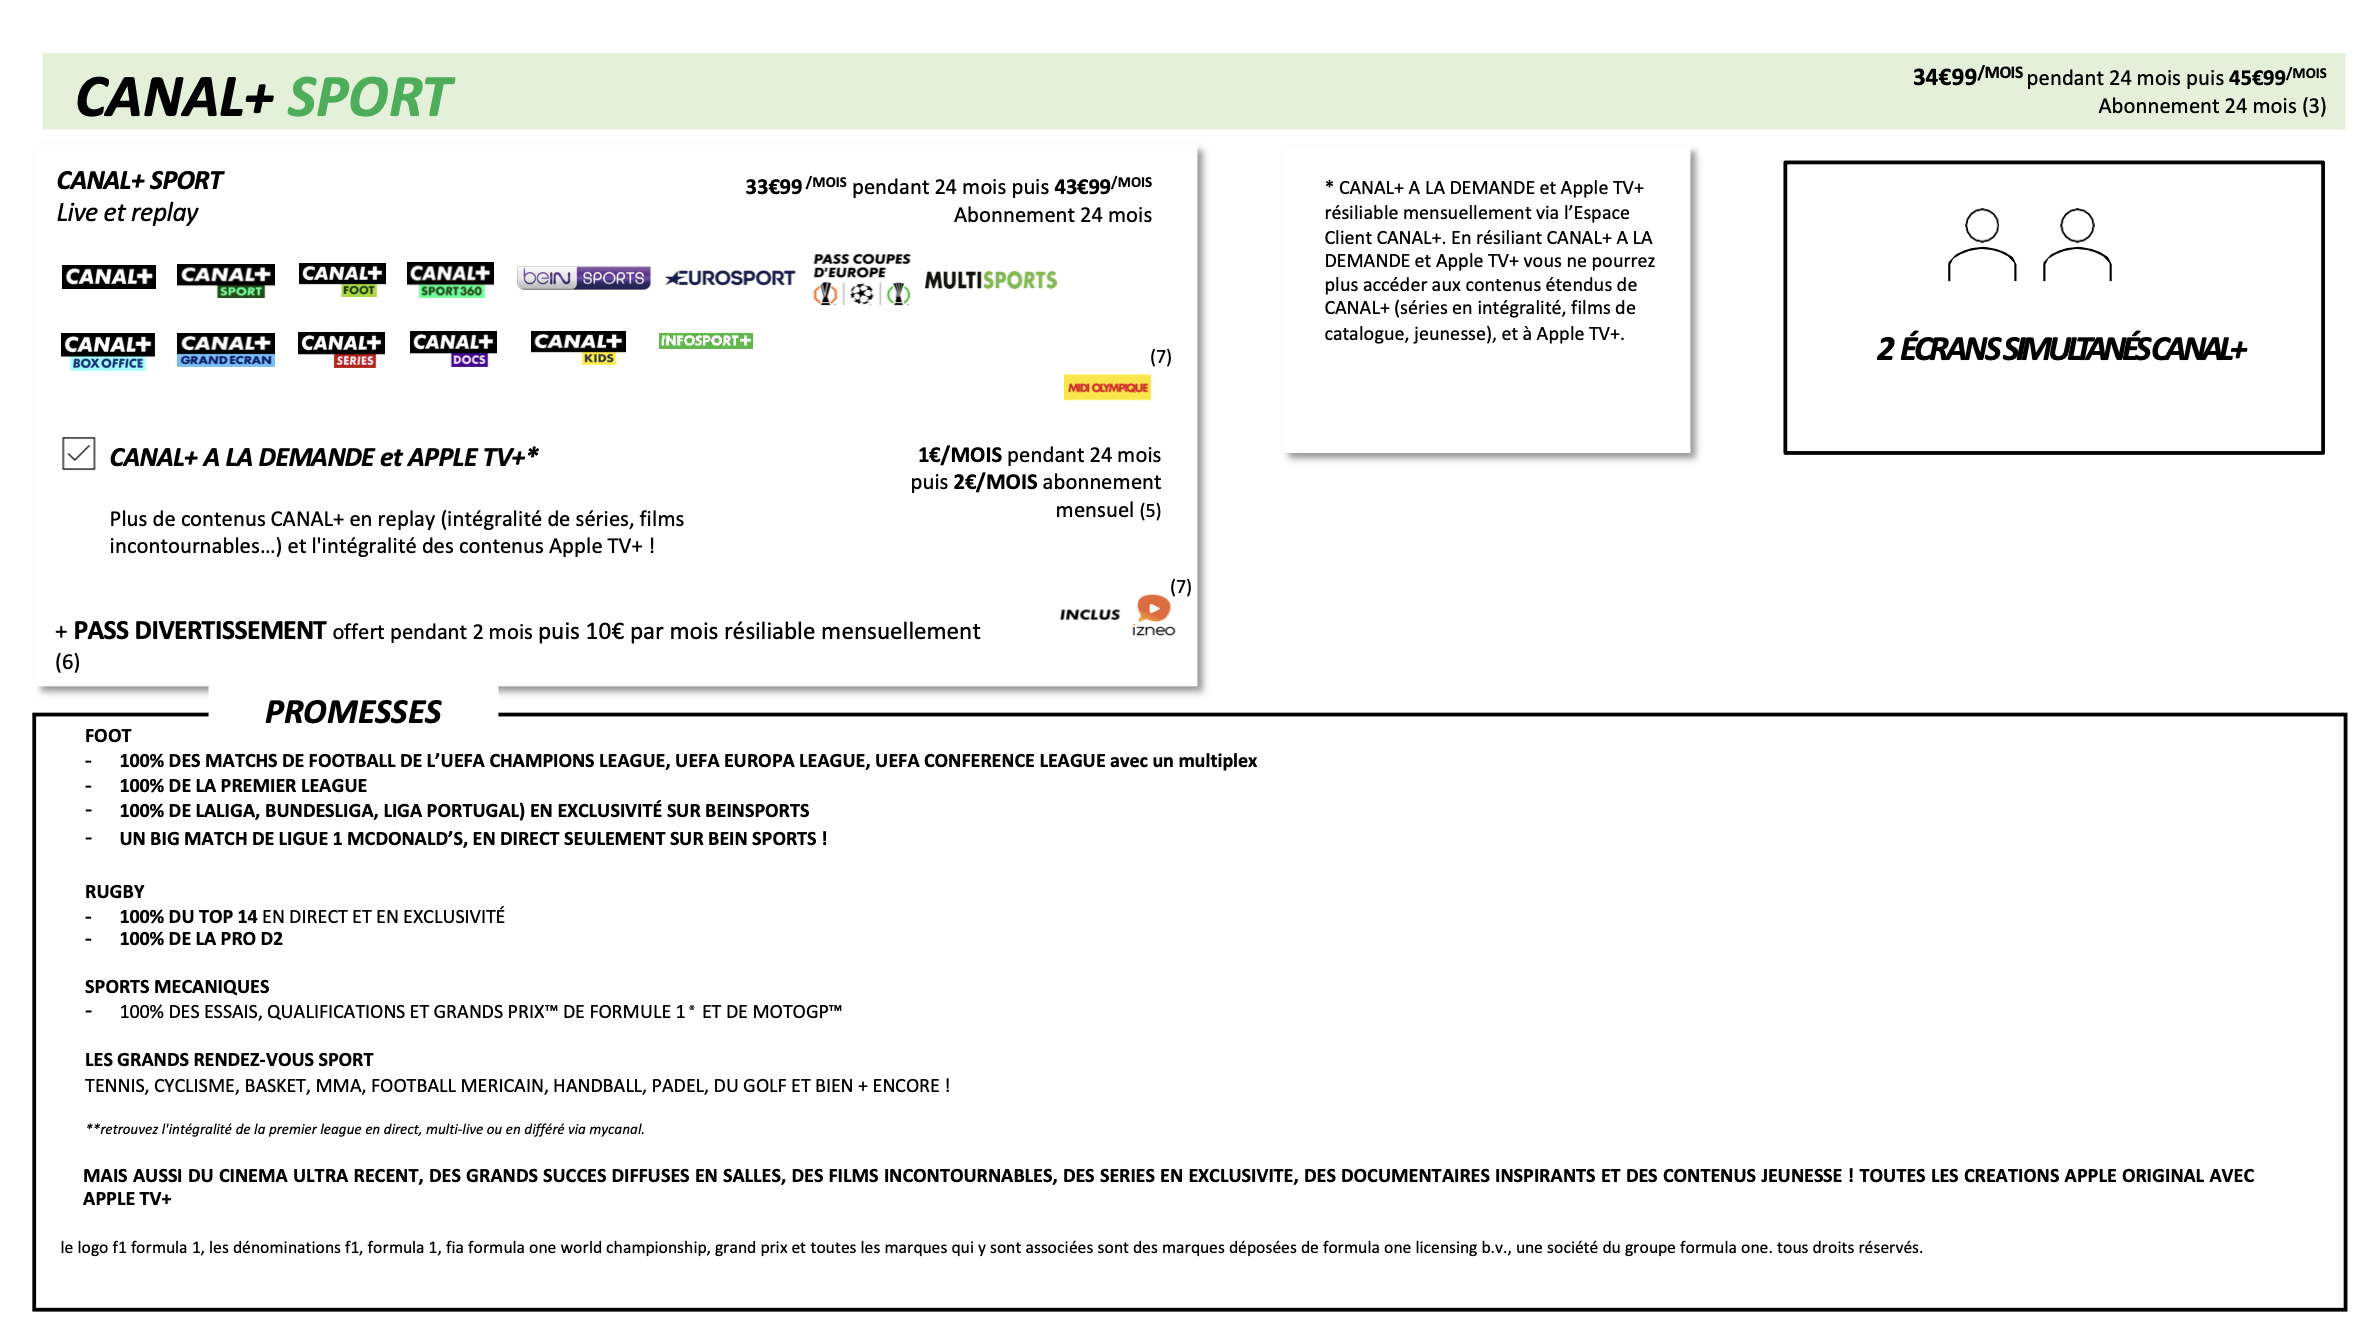 CANAL+ SPORT
34€99/MOIS pendant 24 mois puis 45€99/MOIS
Abonnement 24 mois (3)
CANAL+ SPORT
Live et replay
33€99 /MOIS pendant 24 mois puis 43€99/MOIS
Abonnement 24 mois
CANAL+ CANAL+ SPORT CANAL+ FOOT CANAL+ SPORT360 beIN SPORTS EUROSPORT PASS COUPES D'EUROPE MULTISPORTS
CANAL+ BOX OFFICE CANAL+ GRAND ECRAN CANAL+ SERIES CANAL+ DOCS CANAL+ KIDS INFOSPORT+
(7)
MIDI OLYMPIQUE
CANAL+ A LA DEMANDE et APPLE TV+*
1€/MOIS pendant 24 mois
puis 2€/MOIS abonnement
mensuel (5)
Plus de contenus CANAL+ en replay (intégralité de séries, films
incontournables...) et l'intégralité des contenus Apple TV+ !
(7)
INCLUS izneo
+ PASS DIVERTISSEMENT offert pendant 2 mois puis 10€ par mois résiliable mensuellement
(6)
* CANAL+ A LA DEMANDE et Apple TV+
résiliable mensuellement via l’Espace
Client CANAL+. En résiliant CANAL+ A LA
DEMANDE et Apple TV+ vous ne pourrez
plus accéder aux contenus étendus de
CANAL+ (séries en intégralité, films de
catalogue, jeunesse), et à Apple TV+.
2 ÉCRANS SIMULTANÉS CANAL+
PROMESSES
FOOT
- 100% DES MATCHS DE FOOTBALL DE L’UEFA CHAMPIONS LEAGUE, UEFA EUROPA LEAGUE, UEFA CONFERENCE LEAGUE avec un multiplex
- 100% DE LA PREMIER LEAGUE
- 100% DE LALIGA, BUNDESLIGA, LIGA PORTUGAL) EN EXCLUSIVITÉ SUR BEINSPORTS
- UN BIG MATCH DE LIGUE 1 MCDONALD’S, EN DIRECT SEULEMENT SUR BEIN SPORTS !
RUGBY
- 100% DU TOP 14 EN DIRECT ET EN EXCLUSIVITÉ
- 100% DE LA PRO D2
SPORTS MECANIQUES
- 100% DES ESSAIS, QUALIFICATIONS ET GRANDS PRIX™ DE FORMULE 1® ET DE MOTOGP™
LES GRANDS RENDEZ-VOUS SPORT
TENNIS, CYCLISME, BASKET, MMA, FOOTBALL MERICAIN, HANDBALL, PADEL, DU GOLF ET BIEN + ENCORE !
**retrouvez l'intégralité de la premier league en direct, multi-live ou en différé via mycanal.
MAIS AUSSI DU CINEMA ULTRA RECENT, DES GRANDS SUCCES DIFFUSES EN SALLES, DES FILMS INCONTOURNABLES, DES SERIES EN EXCLUSIVITE, DES DOCUMENTAIRES INSPIRANTS ET DES CONTENUS JEUNESSE ! TOUTES LES CREATIONS APPLE ORIGINAL AVEC
APPLE TV+
le logo f1 formula 1, les dénominations f1, formula 1, fia formula one world championship, grand prix et toutes les marques qui y sont associées sont des marques déposées de formula one licensing b.v., une société du groupe formula one. tous droits réservés.